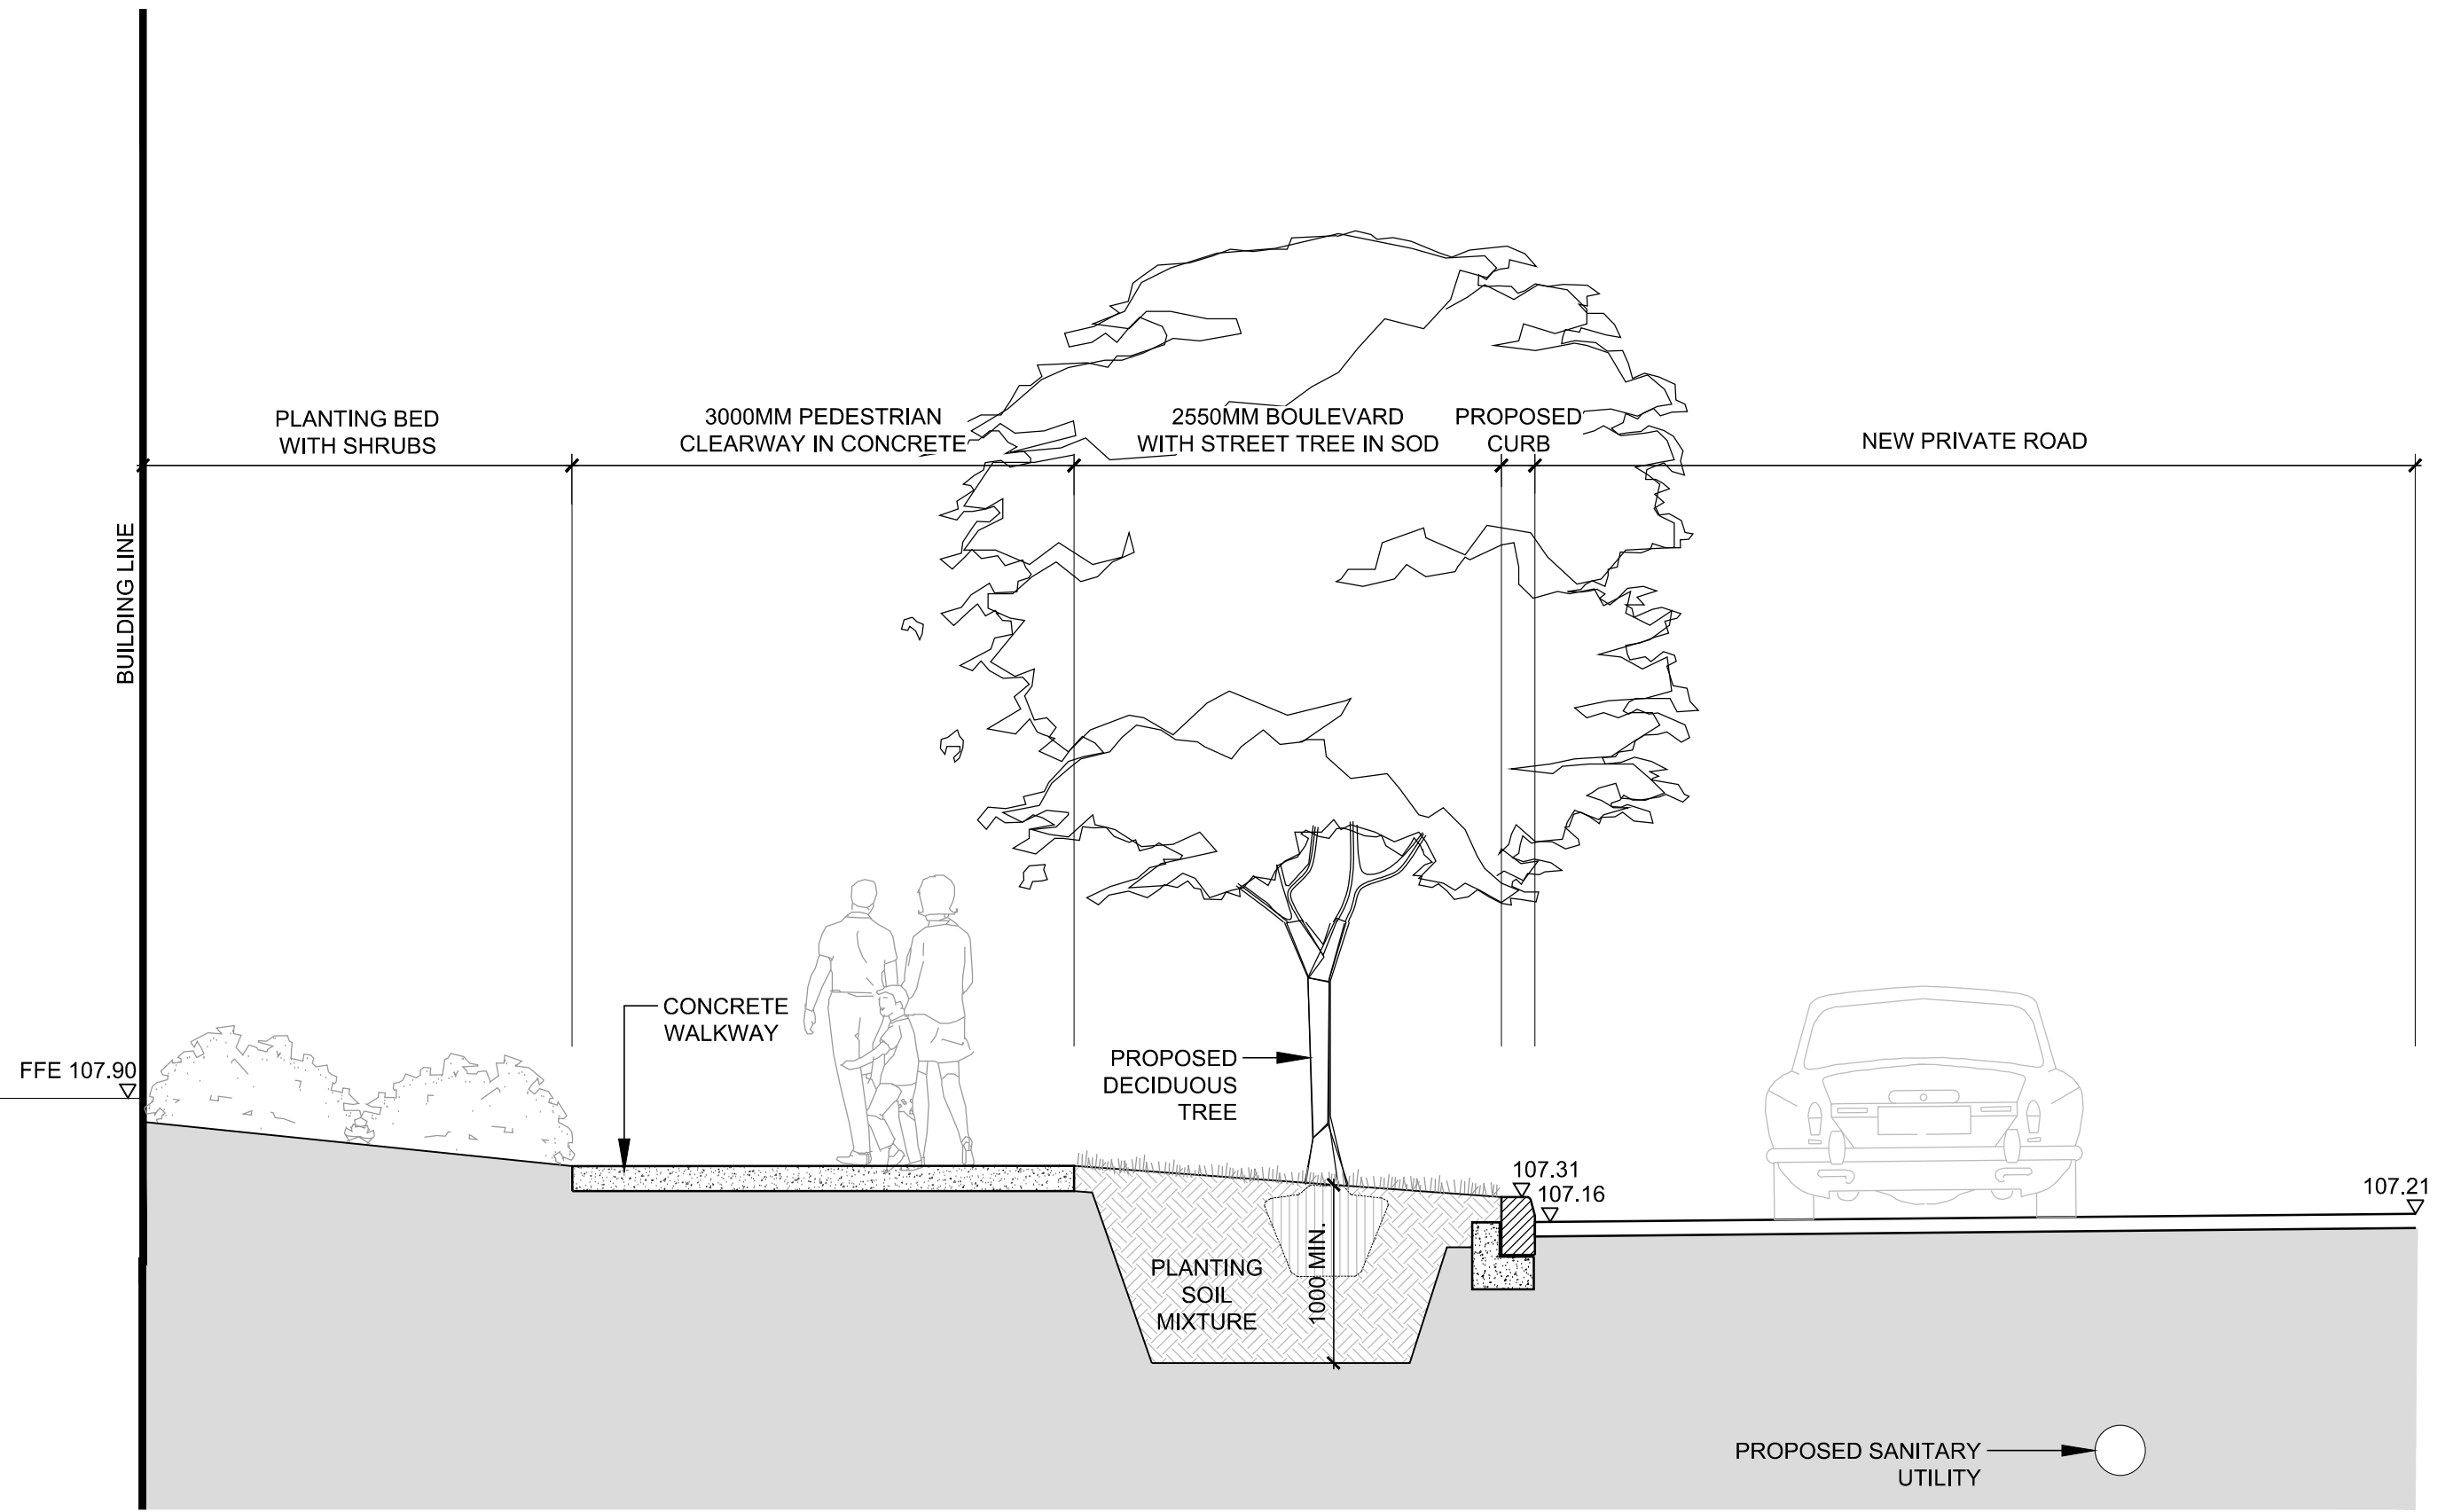 PLANTING BED
WITH SHRUBS
3000MM PEDESTRIAN
CLEARWAY IN CONCRETE
2550MM BOULEVARD
WITH STREET TREE IN SOD
PROPOSED
CURB
NEW PRIVATE ROAD
BUILDING LINE
CONCRETE
WALKWAY
FFE 107.90
PROPOSED
DECIDUOUS
TREE
107.31
107.16
107.21
1000 MIN.
PLANTING
SOIL
MIXTURE
PROPOSED SANITARY
UTILITY